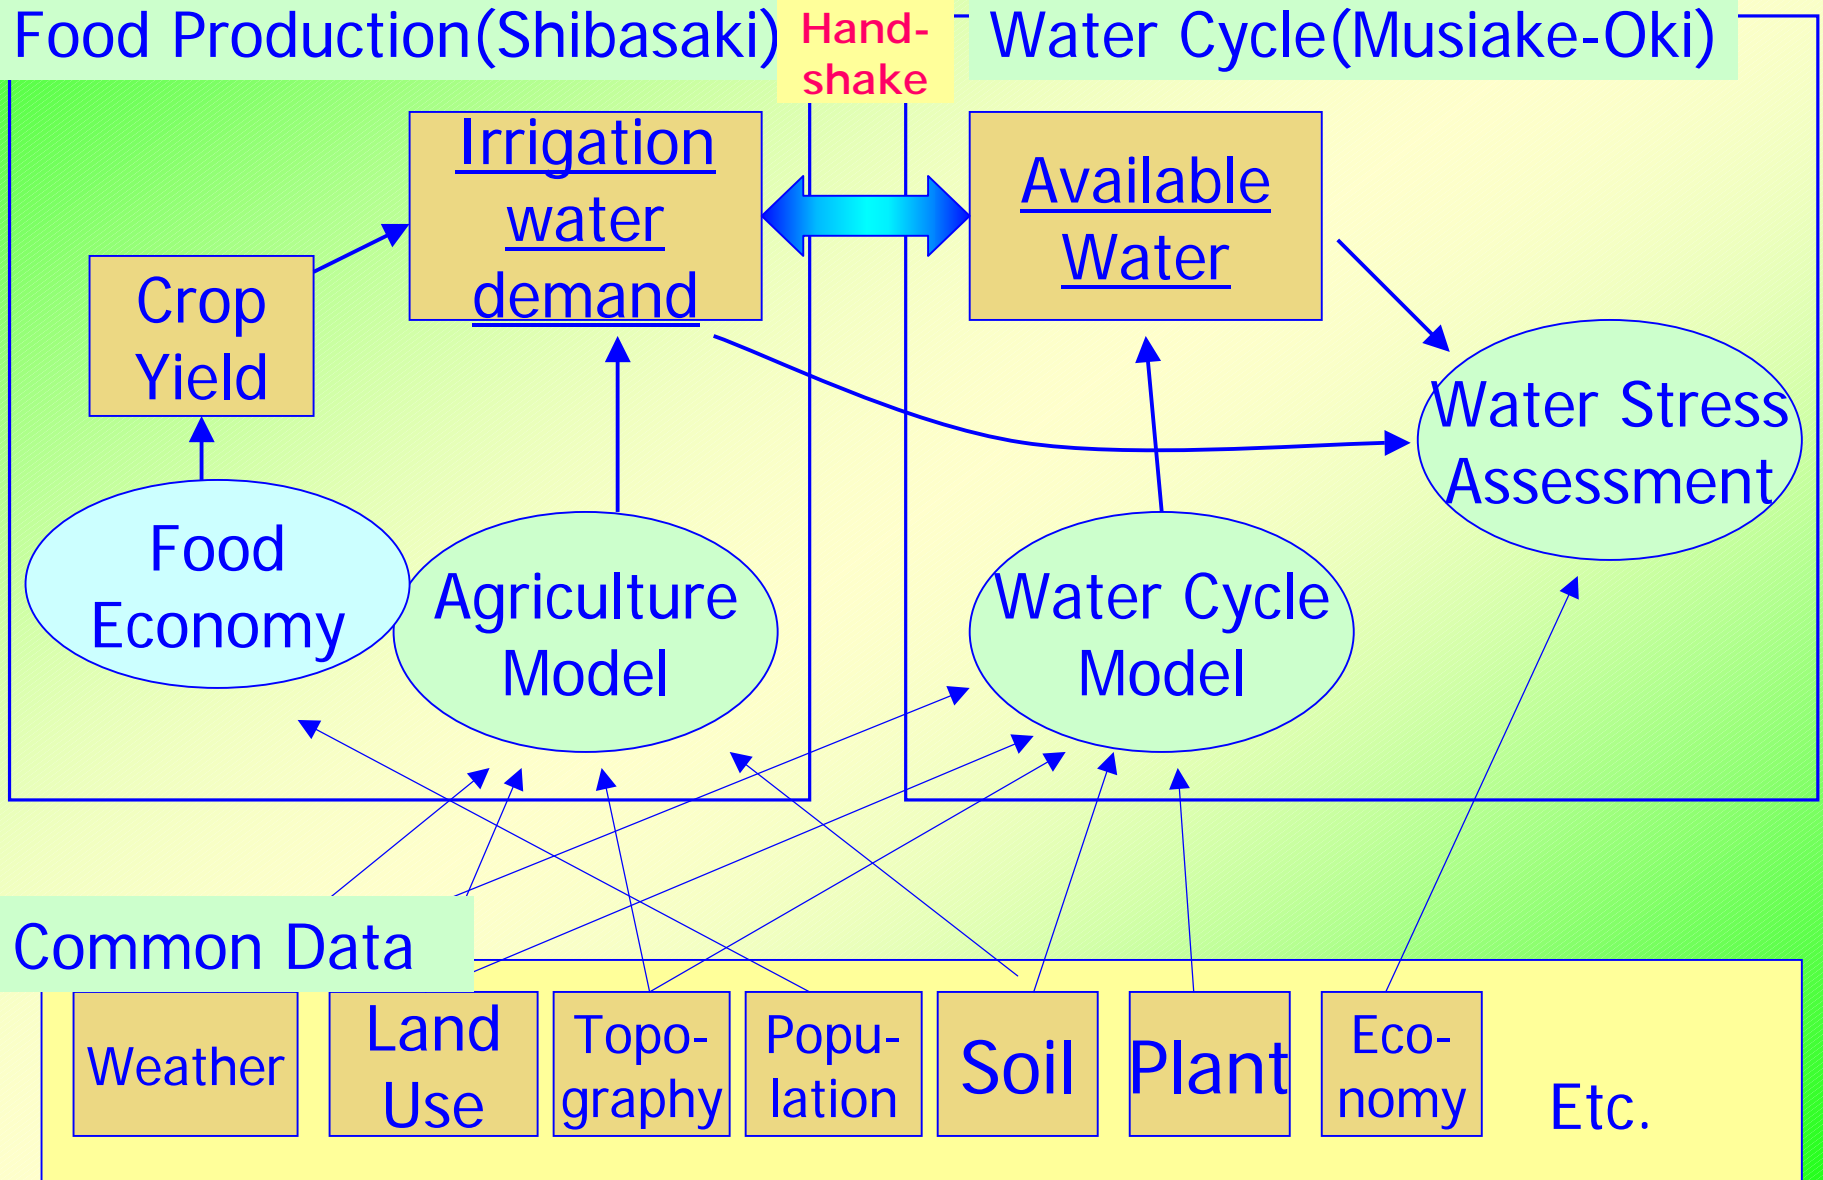 Food Production(Shibasaki)
Hand-
shake
Water Cycle(Musiake-Oki)
Irrigation
water
demand
Available
Water
Crop
Yield
Water Stress
Assessment
Food
Economy
Agriculture
Model
Water Cycle
Model
Common Data
Weather
Land
Use
Topo-
graphy
Popu-
lation
Soil
Plant
Eco-
nomy
Etc.